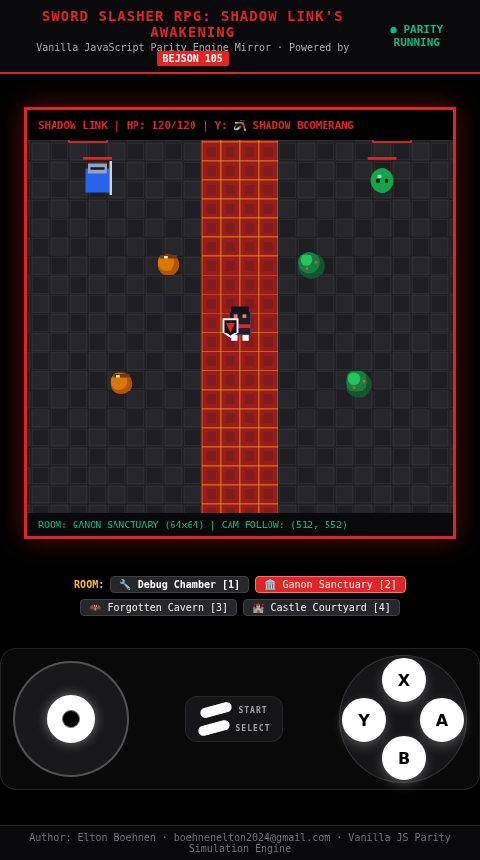 SWORD SLASHER RPG: SHADOW LINK'S
AWAKENING
Vanilla JavaScript Parity Engine Mirror · Powered by
BEJSON 105
● PARITY
RUNNING
SHADOW LINK | HP: 120/120 | Y: 🪃 SHADOW BOOMERANG
ROOM: GANON SANCTUARY (64x64) | CAM FOLLOW: (512, 552)
ROOM:
🔧 Debug Chamber [1]
🏛️ Ganon Sanctuary [2]
🦇 Forgotten Cavern [3]
🏰 Castle Courtyard [4]
START
SELECT
X
Y
A
B
Author: Elton Boehnen · boehnenelton2024@gmail.com · Vanilla JS Parity
Simulation Engine